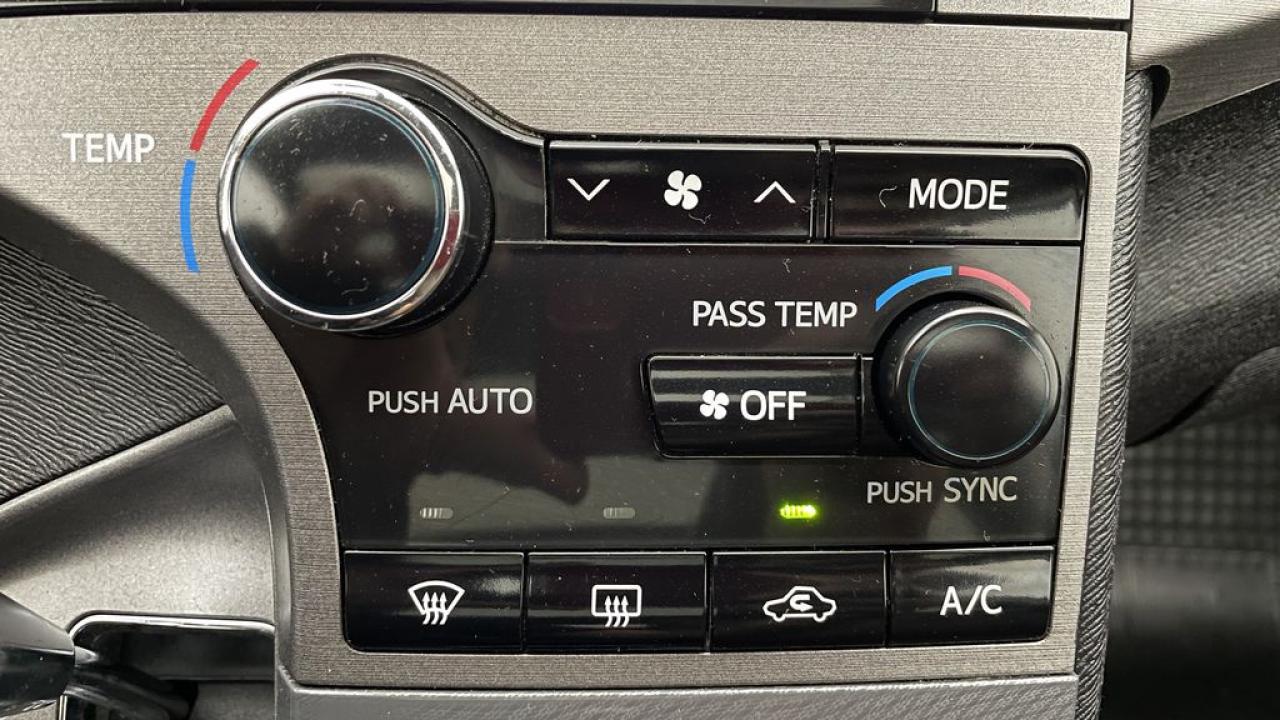 TEMP
MODE
PASS TEMP
OFF
PUSH AUTO
PUSH SYNC
A/C